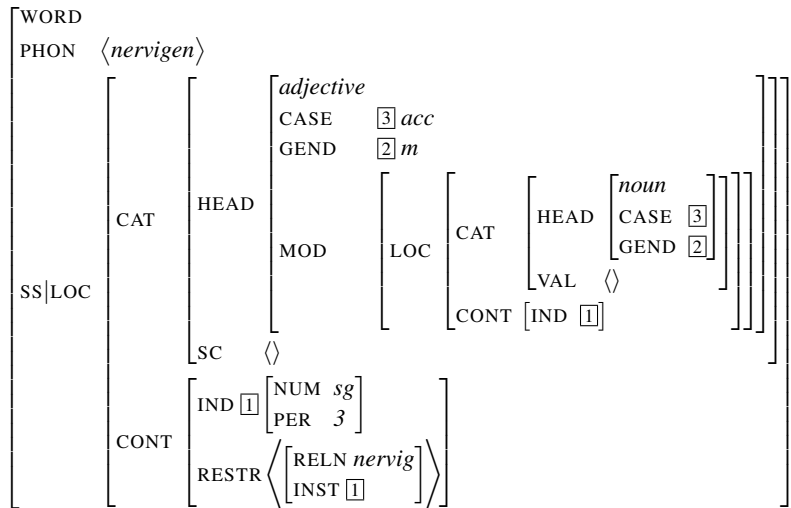 WORD
PHON ⟨nervigen⟩
adjective
CASE 3 acc
GEND 2 m
noun
HEAD CASE 3
GEND 2
CAT
VAL ⟨⟩
MOD LOC
CONT [IND 1]
HEAD
CAT
SC ⟨⟩
SS|LOC
IND 1 NUM sg
PER 3
CONT
RESTR ⟨ RELN nervig ⟩
INST 1